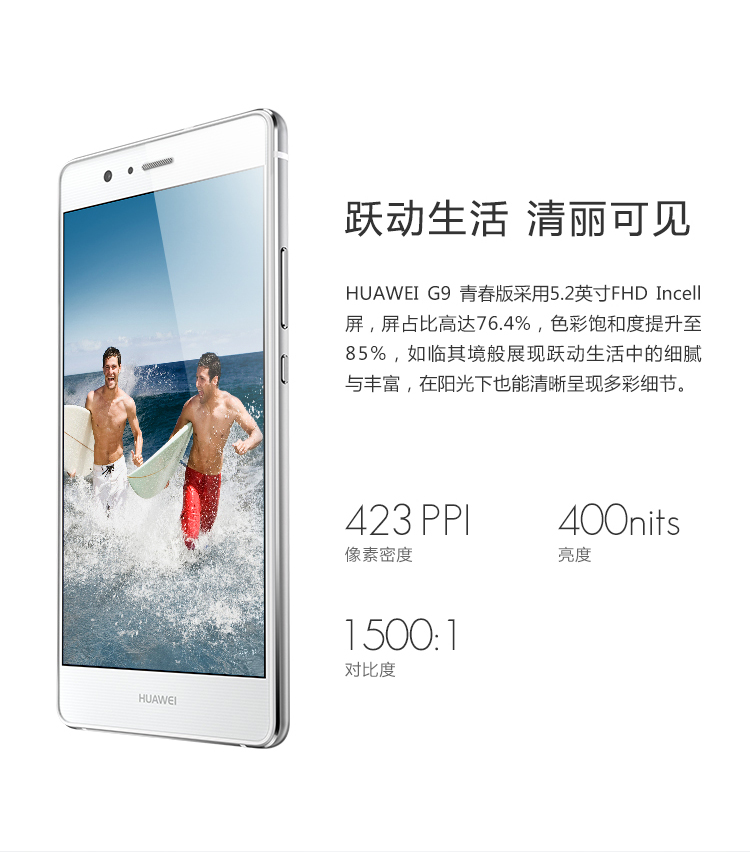 跃动生活 清丽可见
HUAWEI G9 青春版采用5.2英寸FHD Incell
屏，屏占比高达76.4%，色彩饱和度提升至
85%，如临其境般展现跃动生活中的细腻
与丰富，在阳光下也能清晰呈现多彩细节。
423 PPI
像素密度
400nits
亮度
1500:1
对比度
HUAWEI